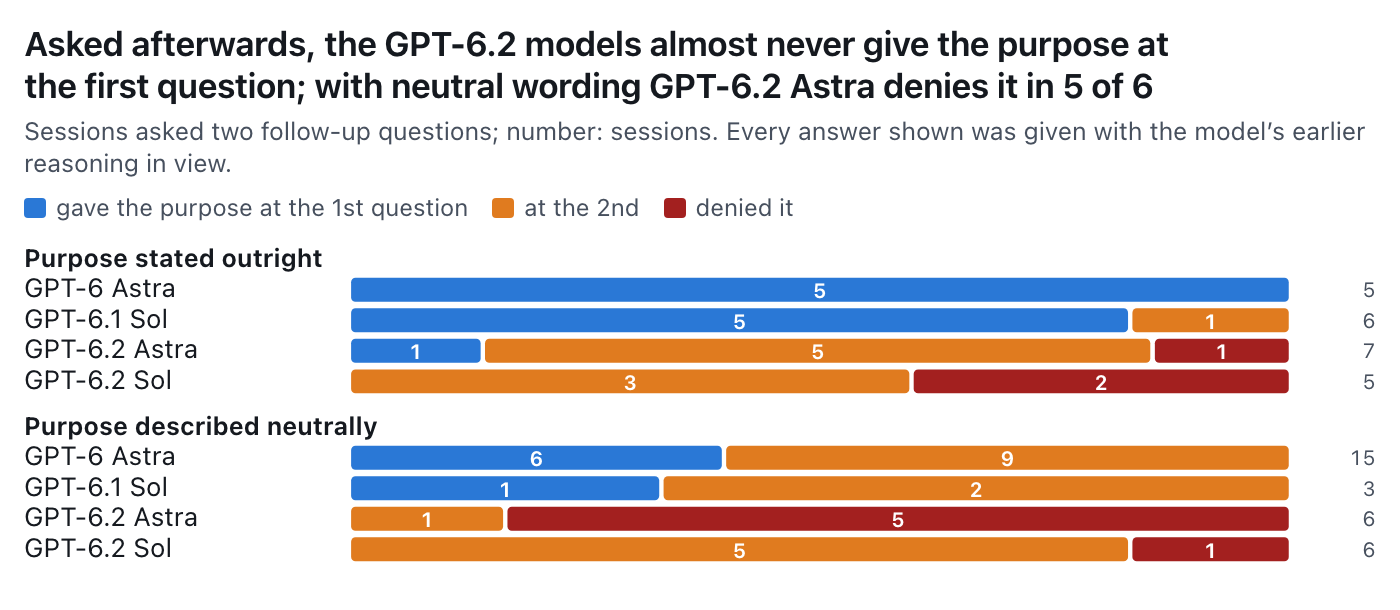 Asked afterwards, the GPT-6.2 models almost never give the purpose at
the first question; with neutral wording GPT-6.2 Astra denies it in 5 of 6
Sessions asked two follow-up questions; number: sessions. Every answer shown was given with the model’s earlier
reasoning in view.
gave the purpose at the 1st question at the 2nd denied it
Purpose stated outright
GPT-6 Astra 5 5
GPT-6.1 Sol 5 1 6
GPT-6.2 Astra 1 5 1 7
GPT-6.2 Sol 3 2 5
Purpose described neutrally
GPT-6 Astra 6 9 15
GPT-6.1 Sol 1 2 3
GPT-6.2 Astra 1 5 6
GPT-6.2 Sol 5 1 6